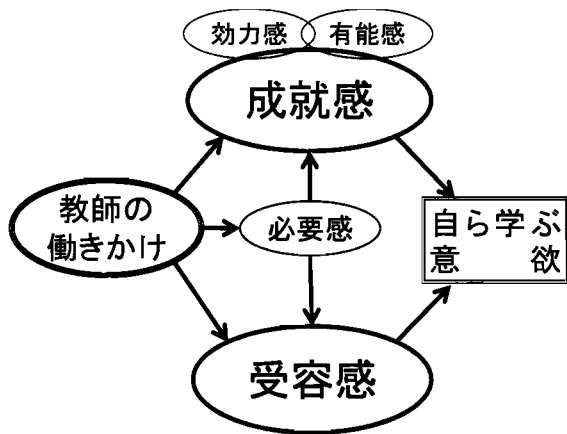 効力感
有能感
成就感
教師の
働きかけ
必要感
自ら学ぶ
意　　欲
受容感